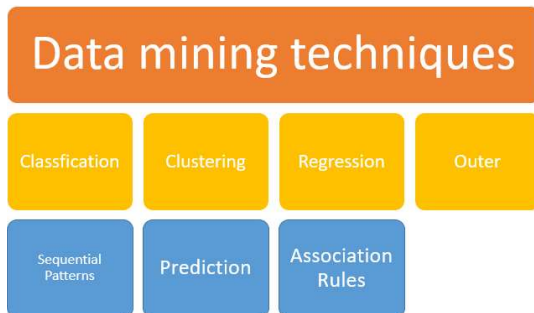 Data mining techniques
Classfication
Clustering
Regression
Outer
Sequential
Patterns
Prediction
Association
Rules